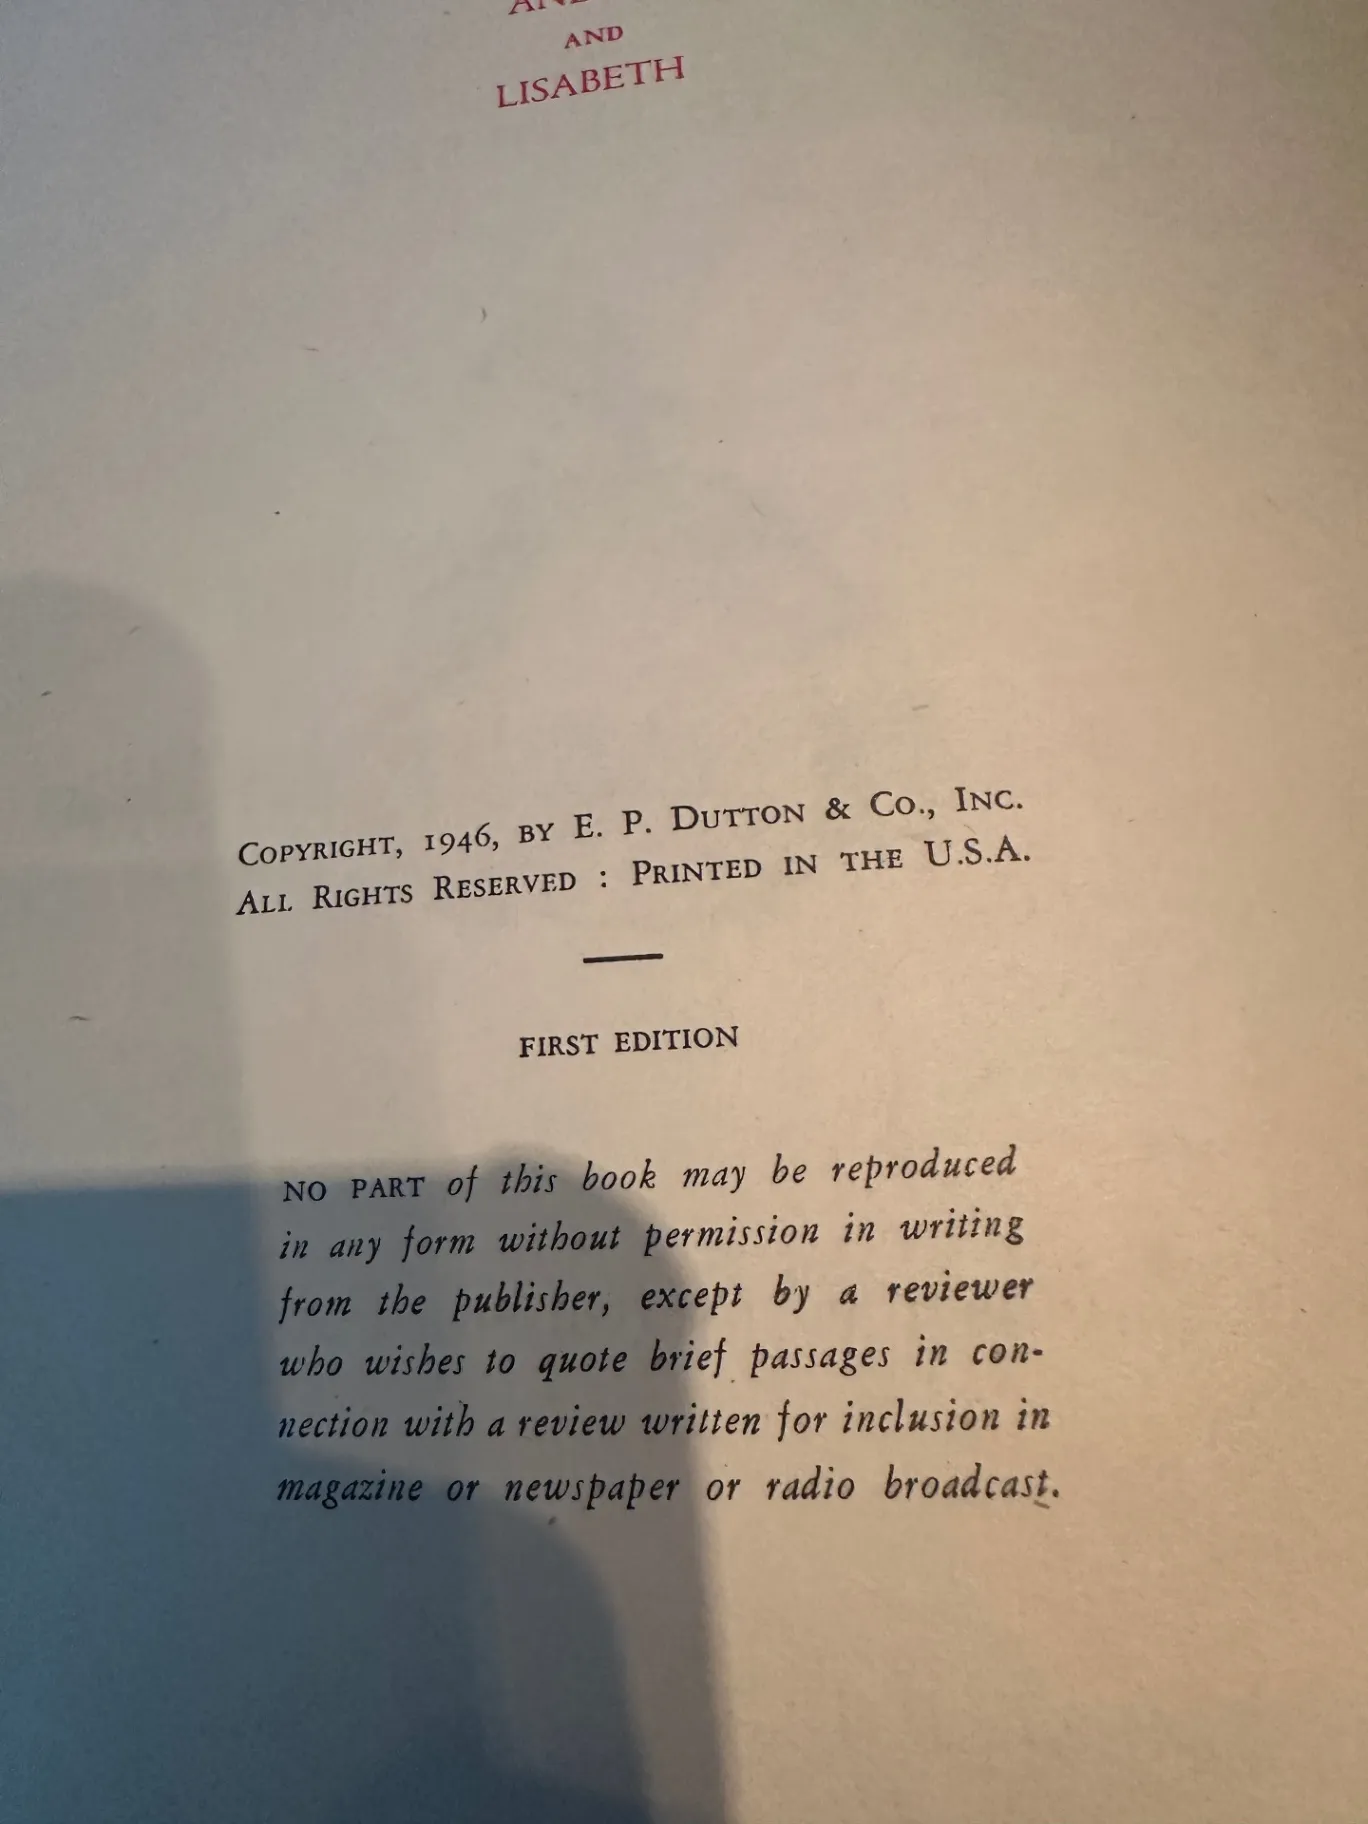 AND
LISABETH
COPYRIGHT, 1946, BY E. P. DUTTON & CO., INC.
ALL RIGHTS RESERVED : PRINTED IN THE U.S.A.
FIRST EDITION
NO PART of this book may be reproduced
in any form without permission in writing
from the publisher, except by a reviewer
who wishes to quote brief passages in con-
nection with a review written for inclusion in
magazine or newspaper or radio broadcast.